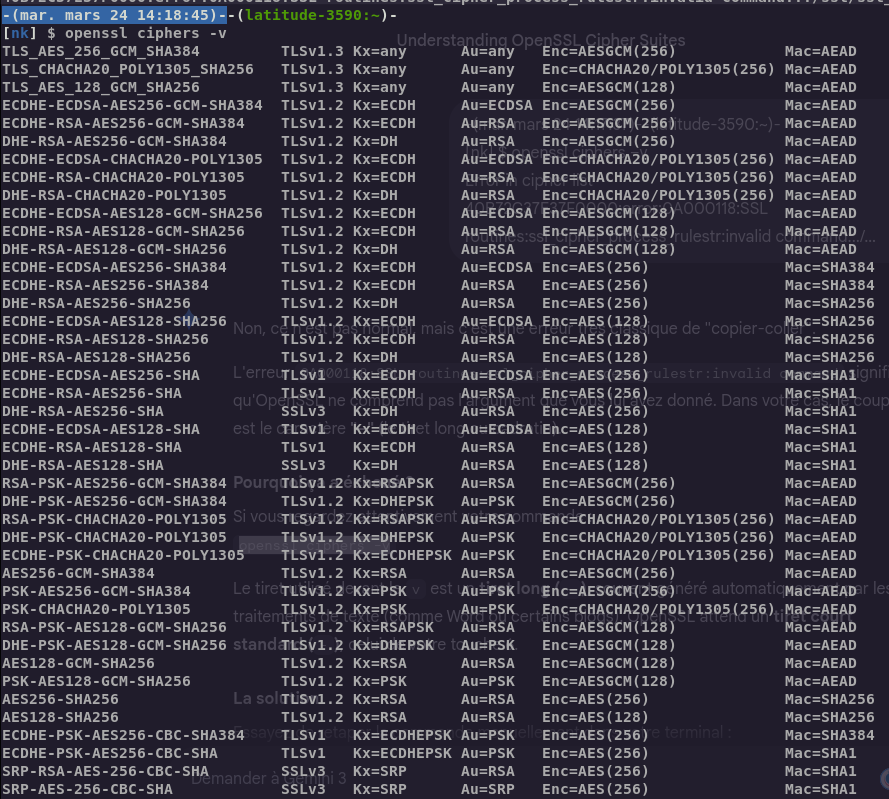 -(mar. mars 24 14:18:45)--(latitude-3590:~)-
[nk] $ openssl ciphers -v
Understanding OpenSSL Cipher Suites
TLS_AES_256_GCM_SHA384 TLSv1.3 Kx=any Au=any Enc=AESGCM(256) Mac=AEAD
TLS_CHACHA20_POLY1305_SHA256 TLSv1.3 Kx=any Au=any Enc=CHACHA20/POLY1305(256) Mac=AEAD
TLS_AES_128_GCM_SHA256 TLSv1.3 Kx=any Au=any Enc=AESGCM(128) Mac=AEAD
ECDHE-ECDSA-AES256-GCM-SHA384 TLSv1.2 Kx=ECDH Au=ECDSA Enc=AESGCM(256) Mac=AEAD
ECDHE-RSA-AES256-GCM-SHA384 TLSv1.2 Kx=ECDH Au=RSA Enc=AESGCM(256) Mac=AEAD
DHE-RSA-AES256-GCM-SHA384 TLSv1.2 Kx=DH Au=RSA Enc=AESGCM(256) Mac=AEAD
ECDHE-ECDSA-CHACHA20-POLY1305 TLSv1.2 Kx=ECDH Au=ECDSA Enc=CHACHA20/POLY1305(256) Mac=AEAD
ECDHE-RSA-CHACHA20-POLY1305 TLSv1.2 Kx=ECDH Au=RSA Enc=CHACHA20/POLY1305(256) Mac=AEAD
DHE-RSA-CHACHA20-POLY1305 TLSv1.2 Kx=DH Au=RSA Enc=CHACHA20/POLY1305(256) Mac=AEAD
ECDHE-ECDSA-AES128-GCM-SHA256 TLSv1.2 Kx=ECDH Au=ECDSA Enc=AESGCM(128) Mac=AEAD
ECDHE-RSA-AES128-GCM-SHA256 TLSv1.2 Kx=ECDH Au=RSA Enc=AESGCM(128) Mac=AEAD
DHE-RSA-AES128-GCM-SHA256 TLSv1.2 Kx=DH Au=RSA Enc=AESGCM(128) Mac=AEAD
ECDHE-ECDSA-AES256-SHA384 TLSv1.2 Kx=ECDH Au=ECDSA Enc=AES(256) Mac=SHA384
ECDHE-RSA-AES256-SHA384 TLSv1.2 Kx=ECDH Au=RSA Enc=AES(256) Mac=SHA384
DHE-RSA-AES256-SHA256 TLSv1.2 Kx=DH Au=RSA Enc=AES(256) Mac=SHA256
ECDHE-ECDSA-AES128-SHA256 TLSv1.2 Kx=ECDH Au=ECDSA Enc=AES(128) Mac=SHA256
ECDHE-RSA-AES128-SHA256 TLSv1.2 Kx=ECDH Au=RSA Enc=AES(128) Mac=SHA256
DHE-RSA-AES128-SHA256 TLSv1.2 Kx=DH Au=RSA Enc=AES(128) Mac=SHA256
ECDHE-ECDSA-AES256-SHA TLSv1 Kx=ECDH Au=ECDSA Enc=AES(256) Mac=SHA1
ECDHE-RSA-AES256-SHA TLSv1 Kx=ECDH Au=RSA Enc=AES(256) Mac=SHA1
DHE-RSA-AES256-SHA SSLv3 Kx=DH Au=RSA Enc=AES(256) Mac=SHA1
ECDHE-ECDSA-AES128-SHA TLSv1 Kx=ECDH Au=ECDSA Enc=AES(128) Mac=SHA1
ECDHE-RSA-AES128-SHA TLSv1 Kx=ECDH Au=RSA Enc=AES(128) Mac=SHA1
DHE-RSA-AES128-SHA SSLv3 Kx=DH Au=RSA Enc=AES(128) Mac=SHA1
RSA-PSK-AES256-GCM-SHA384 TLSv1.2 Kx=RSAPSK Au=RSA Enc=AESGCM(256) Mac=AEAD
DHE-PSK-AES256-GCM-SHA384 TLSv1.2 Kx=DHEPSK Au=PSK Enc=AESGCM(256) Mac=AEAD
RSA-PSK-CHACHA20-POLY1305 TLSv1.2 Kx=RSAPSK Au=RSA Enc=CHACHA20/POLY1305(256) Mac=AEAD
DHE-PSK-CHACHA20-POLY1305 TLSv1.2 Kx=DHEPSK Au=PSK Enc=CHACHA20/POLY1305(256) Mac=AEAD
ECDHE-PSK-CHACHA20-POLY1305 TLSv1.2 Kx=ECDHEPSK Au=PSK Enc=CHACHA20/POLY1305(256) Mac=AEAD
AES256-GCM-SHA384 TLSv1.2 Kx=RSA Au=RSA Enc=AESGCM(256) Mac=AEAD
PSK-AES256-GCM-SHA384 TLSv1.2 Kx=PSK Au=PSK Enc=AESGCM(256) Mac=AEAD
PSK-CHACHA20-POLY1305 TLSv1.2 Kx=PSK Au=PSK Enc=CHACHA20/POLY1305(256) Mac=AEAD
RSA-PSK-AES128-GCM-SHA256 TLSv1.2 Kx=RSAPSK Au=RSA Enc=AESGCM(128) Mac=AEAD
DHE-PSK-AES128-GCM-SHA256 TLSv1.2 Kx=DHEPSK Au=PSK Enc=AESGCM(128) Mac=AEAD
AES128-GCM-SHA256 TLSv1.2 Kx=RSA Au=RSA Enc=AESGCM(128) Mac=AEAD
PSK-AES128-GCM-SHA256 TLSv1.2 Kx=PSK Au=PSK Enc=AESGCM(128) Mac=AEAD
AES256-SHA256 TLSv1.2 Kx=RSA Au=RSA Enc=AES(256) Mac=SHA256
AES128-SHA256 TLSv1.2 Kx=RSA Au=RSA Enc=AES(128) Mac=SHA256
ECDHE-PSK-AES256-CBC-SHA384 TLSv1 Kx=ECDHEPSK Au=PSK Enc=AES(256) Mac=SHA384
ECDHE-PSK-AES256-CBC-SHA TLSv1 Kx=ECDHEPSK Au=PSK Enc=AES(256) Mac=SHA1
SRP-RSA-AES-256-CBC-SHA SSLv3 Kx=SRP Au=RSA Enc=AES(256) Mac=SHA1
Demander à Gemini 3
SRP-AES-256-CBC-SHA SSLv3 Kx=SRP Au=SRP Enc=AES(256) Mac=SHA1